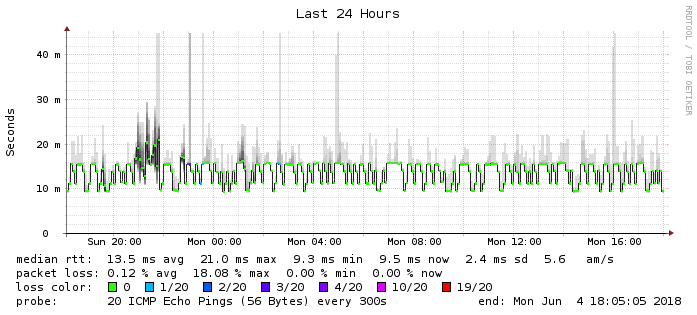 Last 24 Hours
RRDTOOL / TOBI OETIKER
Seconds
40 m
30 m
20 m
10 m
0
Sun 20:00 Mon 00:00 Mon 04:00 Mon 08:00 Mon 12:00 Mon 16:00
median rtt: 13.5 ms avg 21.0 ms max 9.3 ms min 9.5 ms now 2.4 ms sd 5.6 am/s
packet loss: 0.12 % avg 18.08 % max 0.00 % min 0.00 % now
loss color: 0 1/20 2/20 3/20 4/20 10/20 19/20
probe: 20 ICMP Echo Pings (56 Bytes) every 300s end: Mon Jun 4 18:05:05 2018